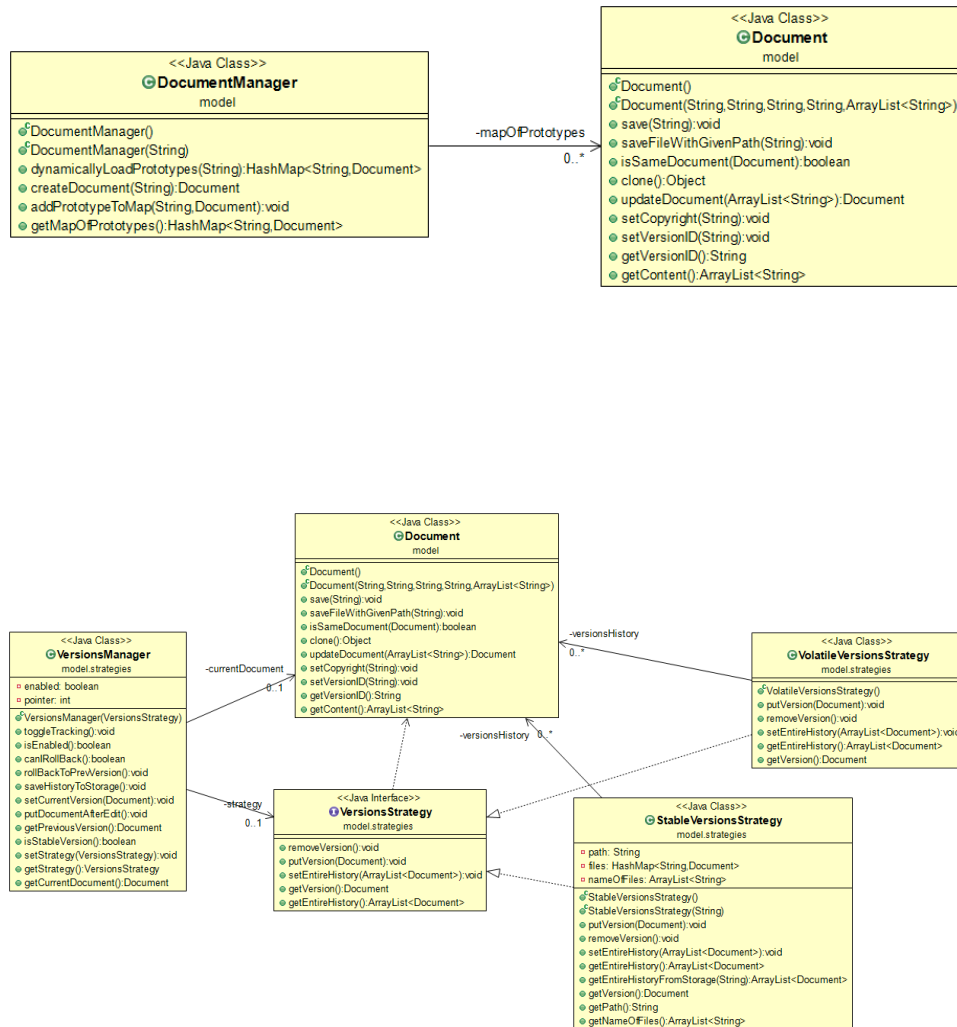 <<Java Class>>
DocumentManager
model
DocumentManager()
DocumentManager(String)
dynamicallyLoadPrototypes(String):HashMap<String,Document>
createDocument(String):Document
addPrototypeToMap(String,Document):void
getMapOfPrototypes():HashMap<String,Document>
-mapOfPrototypes
0..*
<<Java Class>>
Document
model
Document()
Document(String,String,String,String,ArrayList<String>)
save(String):void
saveFileWithGivenPath(String):void
isSameDocument(Document):boolean
clone():Object
updateDocument(ArrayList<String>):Document
setCopyright(String):void
setVersionID(String):void
getVersionID():String
getContent():ArrayList<String>
<<Java Class>>
Document
model
Document()
Document(String,String,String,String,ArrayList<String>)
save(String):void
saveFileWithGivenPath(String):void
isSameDocument(Document):boolean
clone():Object
updateDocument(ArrayList<String>):Document
setCopyright(String):void
setVersionID(String):void
getVersionID():String
getContent():ArrayList<String>
<<Java Class>>
VersionsManager
model.strategies
enabled: boolean
pointer: int
VersionsManager(VersionsStrategy)
toggleTracking():void
isEnabled():boolean
canIRollBack():boolean
rollBackToPrevVersion():void
saveHistoryToStorage():void
setCurrentVersion(Document):void
putDocumentAfterEdit():void
getPreviousVersion():Document
isStableVersion():boolean
setStrategy(VersionsStrategy):void
getStrategy():VersionsStrategy
getCurrentDocument():Document
-currentDocument
0..1
-strategy
0..1
-versionsHistory
0..*
-versionsHistory
0..*
<<Java Class>>
VolatileVersionsStrategy
model.strategies
VolatileVersionsStrategy()
putVersion(Document):void
removeVersion():void
setEntireHistory(ArrayList<Document>):void
getEntireHistory():ArrayList<Document>
getVersion():Document
<<Java Interface>>
VersionsStrategy
model.strategies
removeVersion():void
putVersion(Document):void
setEntireHistory(ArrayList<Document>):void
getVersion():Document
getEntireHistory():ArrayList<Document>
<<Java Class>>
StableVersionsStrategy
model.strategies
path: String
files: HashMap<String,Document>
nameOfFiles: ArrayList<String>
StableVersionsStrategy()
StableVersionsStrategy(String)
putVersion(Document):void
removeVersion():void
setEntireHistory(ArrayList<Document>):void
getEntireHistory():ArrayList<Document>
getEntireHistoryFromStorage(String):ArrayList<Document>
getVersion():Document
getPath():String
getNameOfFiles():ArrayList<String>